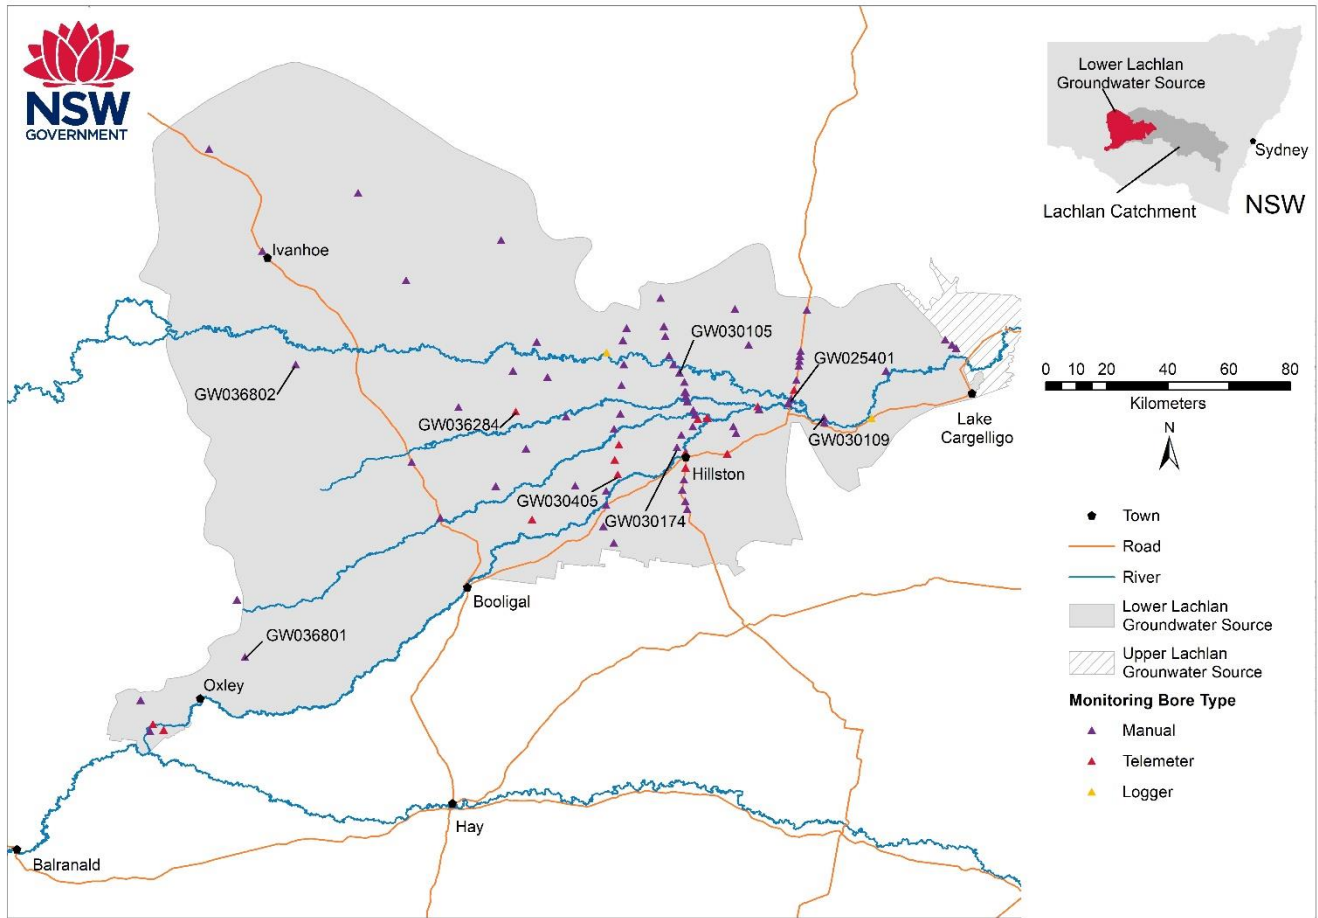 NSW
GOVERNMENT
Lower Lachlan
Groundwater Source
Sydney
Lachlan Catchment
NSW
Ivanhoe
GW030105
GW025401
GW036802
GW036284
GW030109
Lake
Cargelligo
Hillston
GW030405
GW030174
Booligal
GW036801
Oxley
Hay
Balranald
0 10 20 40 60 80
Kilometers
N
Town
Road
River
Lower Lachlan
Groundwater Source
Upper Lachlan
Grounwater Source
Monitoring Bore Type
Manual
Telemeter
Logger